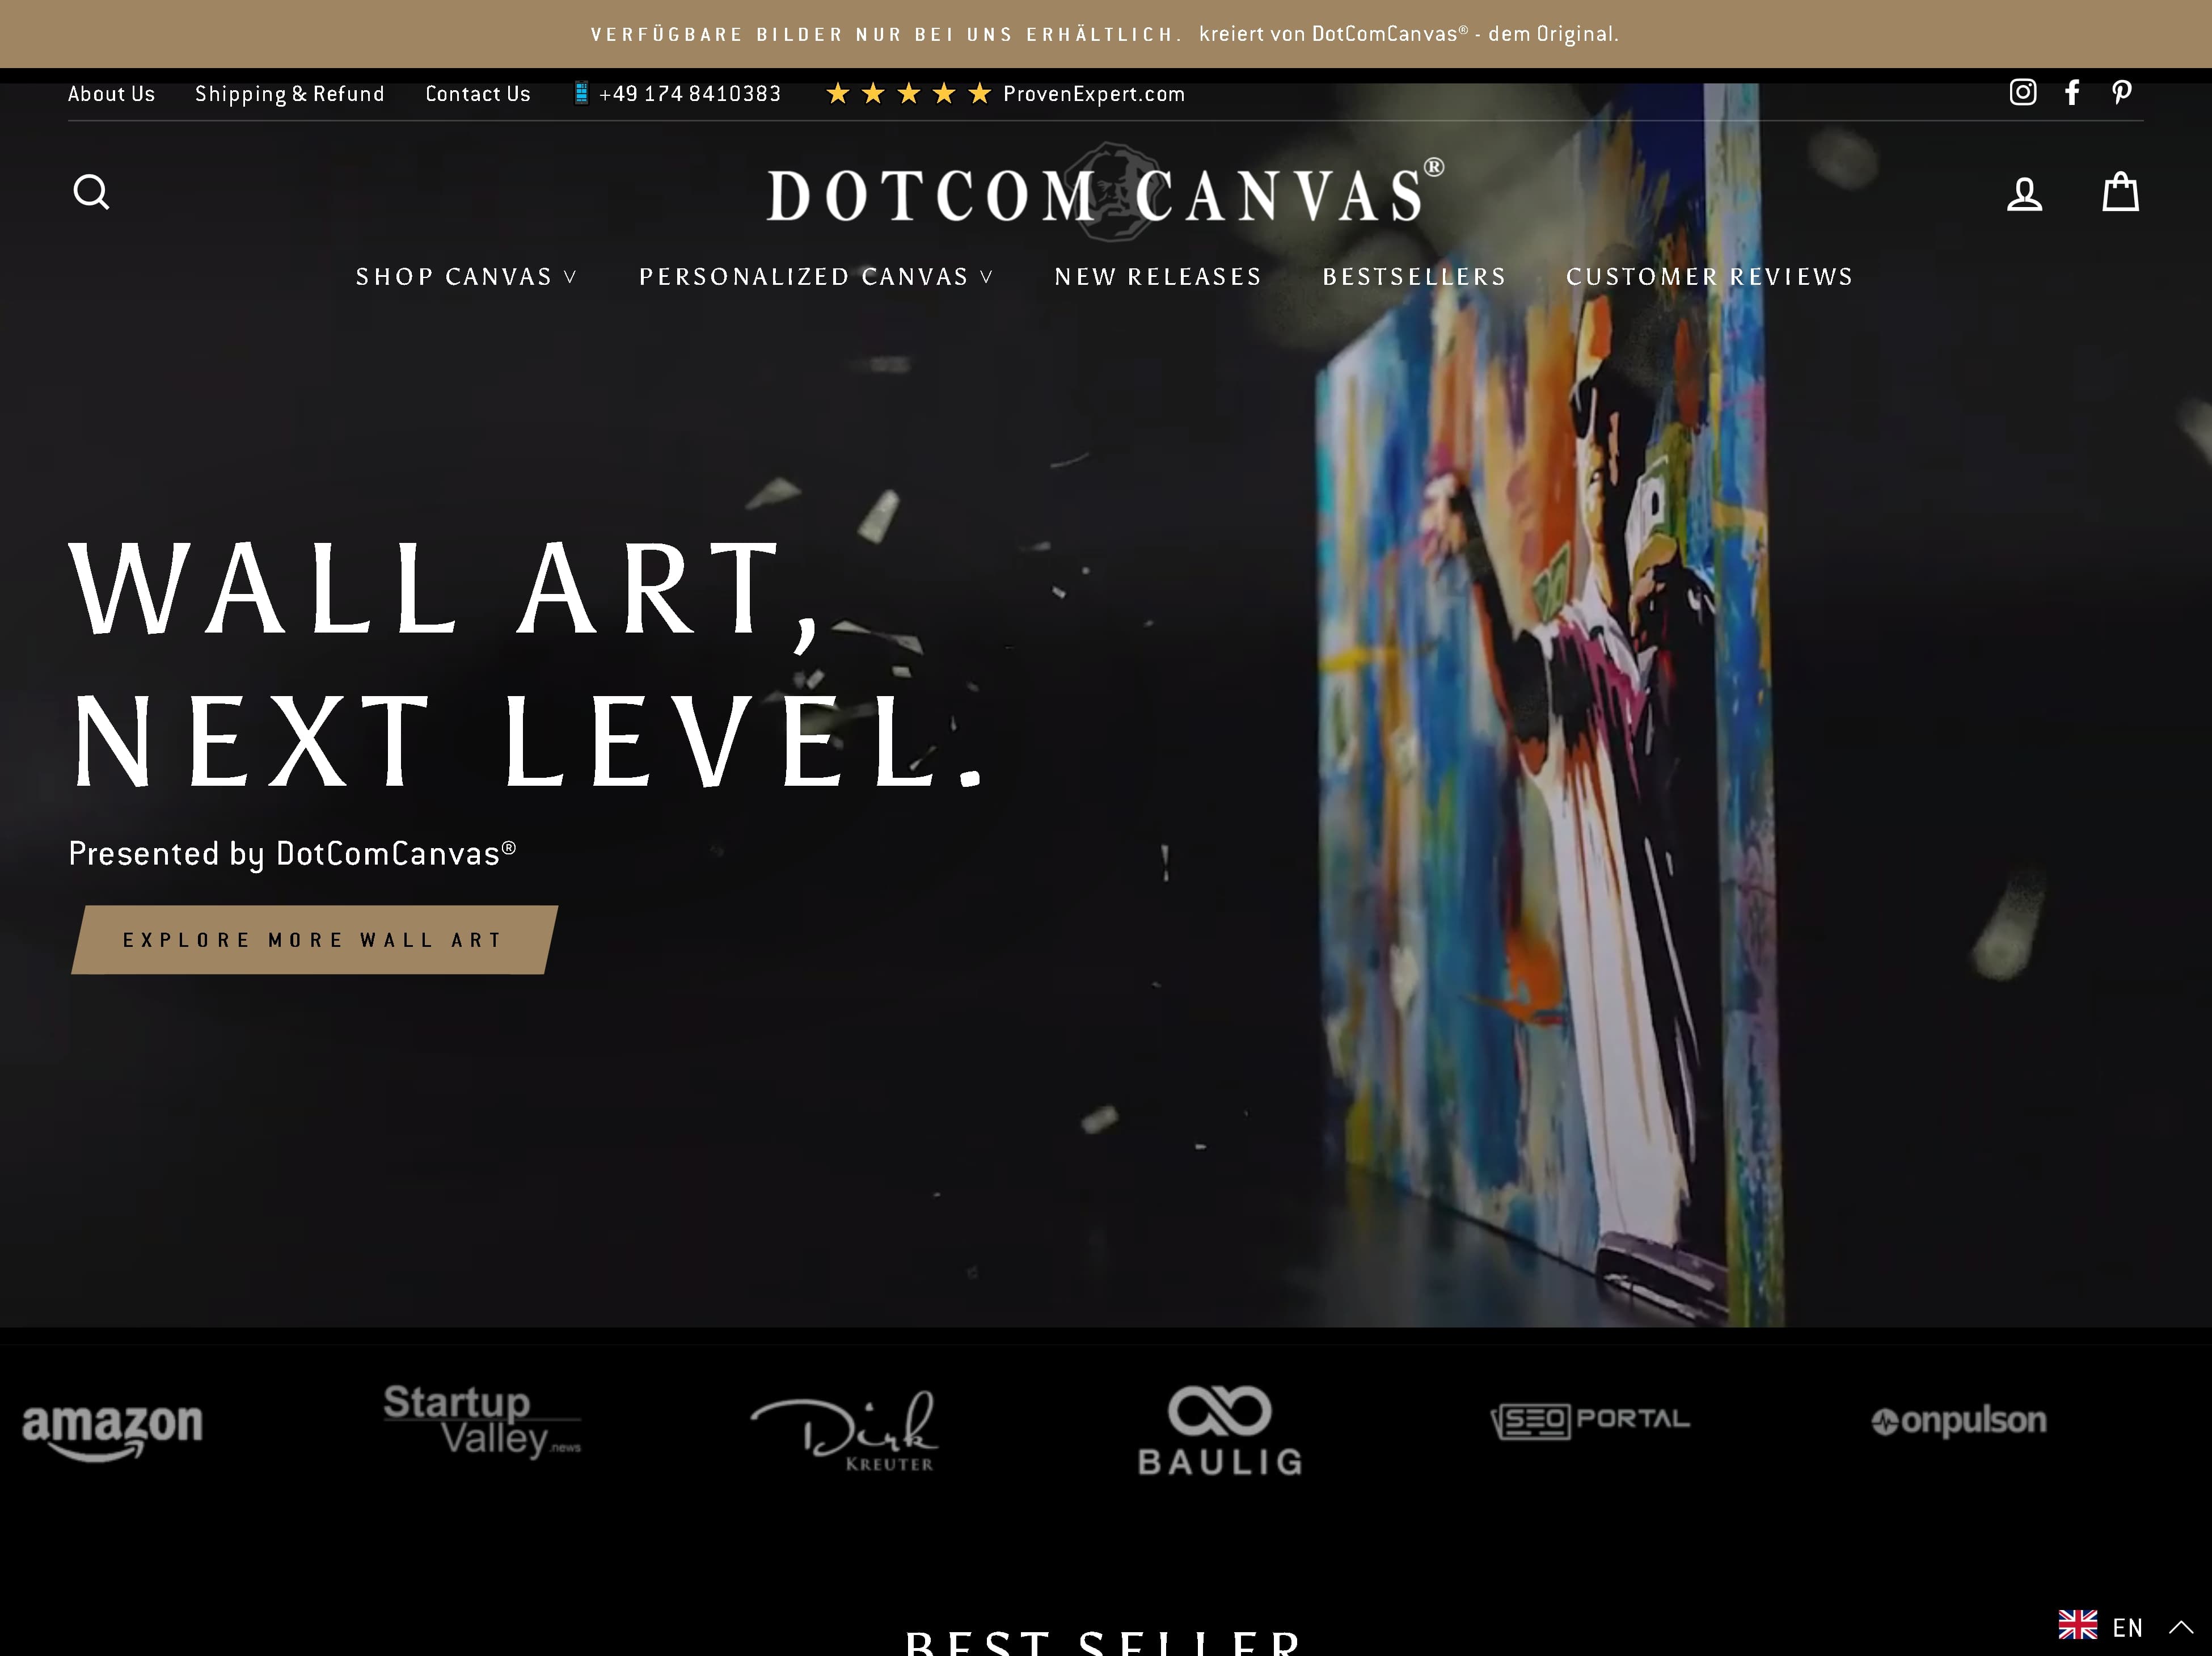 VERFÜGBARE BILDER NUR BEI UNS ERHÄLTLICH. kreiert von DotComCanvas® - dem Original.
About Us Shipping & Refund Contact Us +49 174 8410383 ProvenExpert.com
DOTCOM CANVAS®
SHOP CANVAS PERSONALIZED CANVAS NEW RELEASES BESTSELLERS CUSTOMER REVIEWS
WALL ART,
NEXT LEVEL.
Presented by DotComCanvas®
EXPLORE MORE WALL ART
amazon
Startup
Valley.news
Dirk
KREUTER
BAULIG
SEO PORTAL
onpulson
EN
BEST SELLER